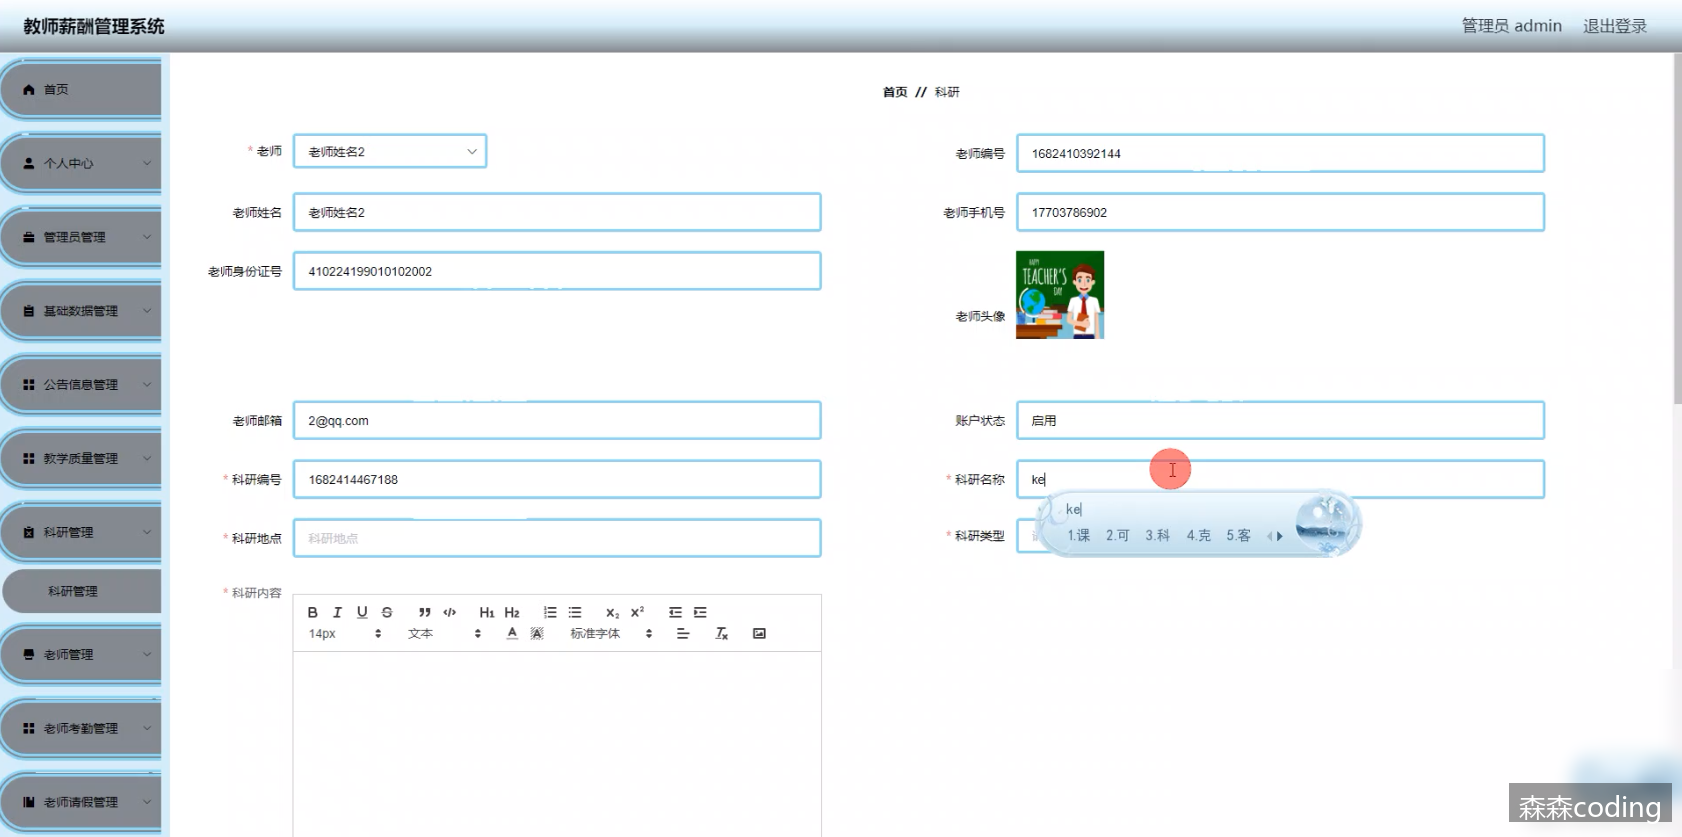 教师薪酬管理系统
管理员 admin
退出登录
首页
个人中心
管理员管理
基础数据管理
公告信息管理
教学质量管理
科研管理
科研管理
老师管理
老师考勤管理
老师请假管理
首页 // 科研
* 老师 老师姓名2
老师编号 1682410392144
老师姓名 老师姓名2
老师手机号 17703786902
老师身份证号 410224199010102002
老师头像
HAPPY
TEACHER'S
DAY
老师邮箱 2@qq.com
账户状态 启用
* 科研编号 1682414467188
* 科研名称 ke
ke
1.课 2.可 3.科 4.克 5.客
* 科研地点 科研地点
* 科研类型
* 科研内容
B I U S H1 H2 X2 X2
14px 文本 A A 标准字体 Tx
森森coding